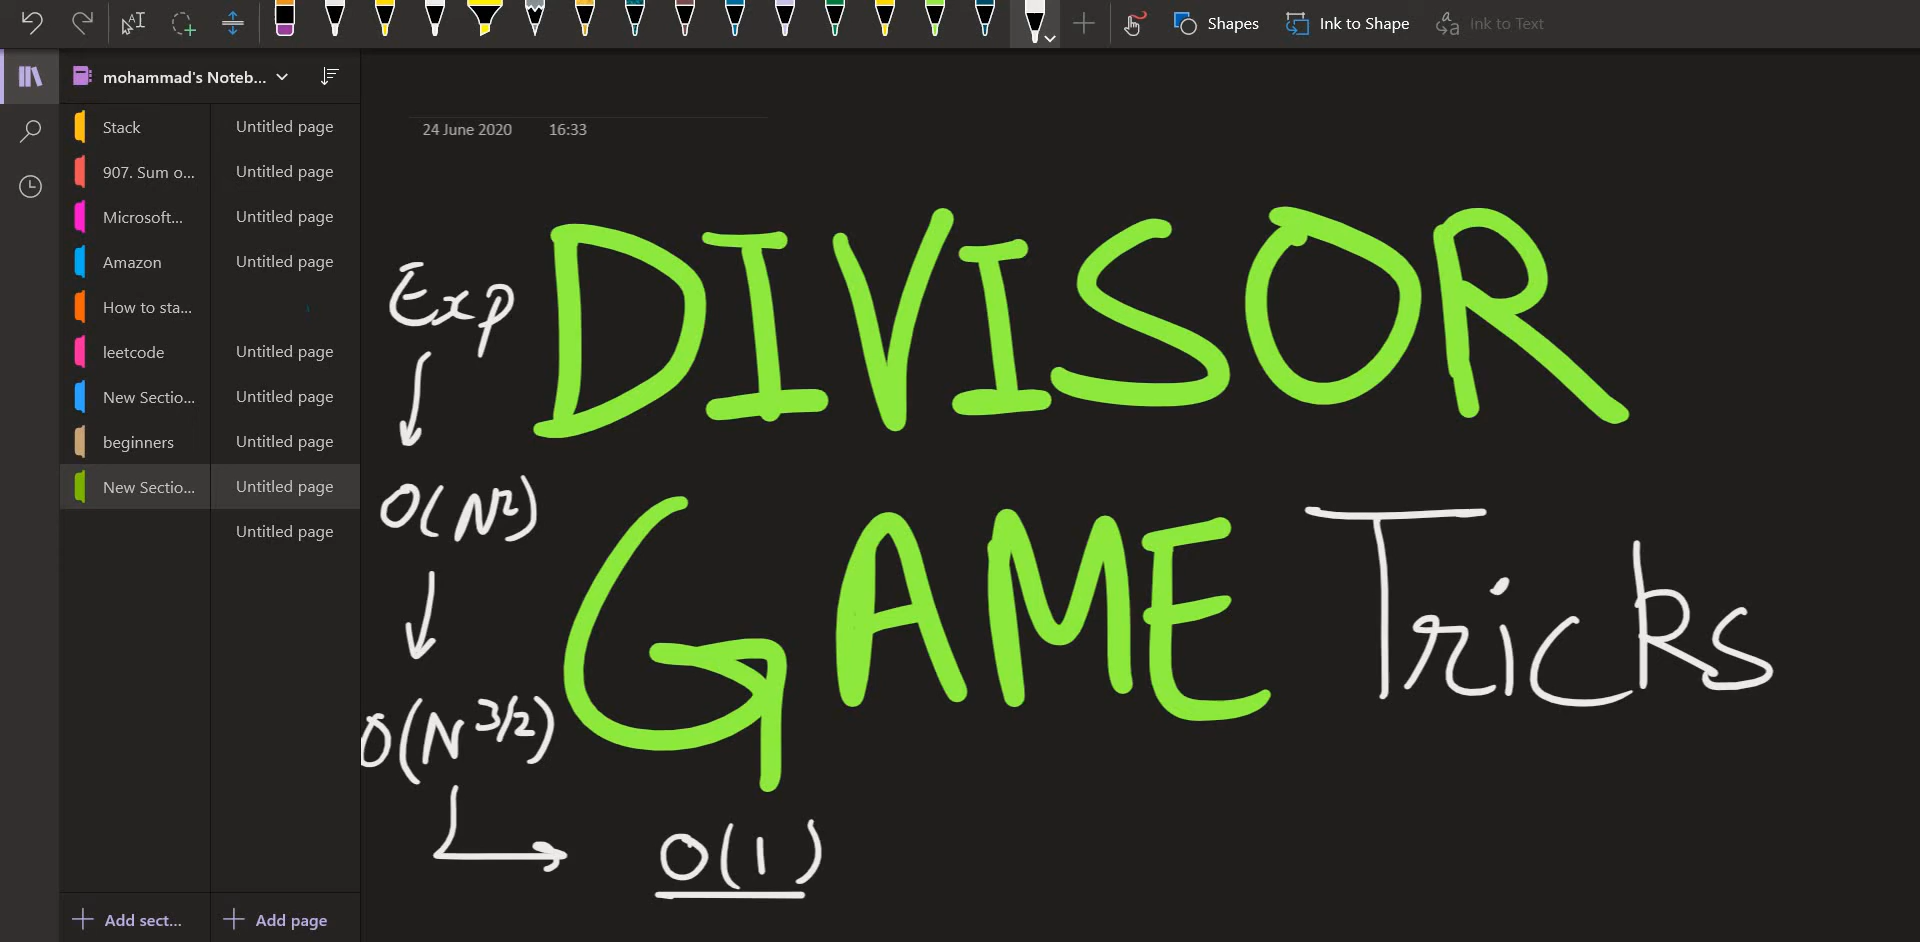 Shapes
Ink to Shape
Ink to Text
mohammad's Noteb...
Stack
907. Sum o...
Microsoft...
Amazon
How to sta...
leetcode
New Sectio...
beginners
New Sectio...
Add sect...
Untitled page
Untitled page
Untitled page
Untitled page
Untitled page
Untitled page
Untitled page
Untitled page
Untitled page
Add page
24 June 2020 16:33
DIVISOR
GAME Tricks
Exp
O(N²)
O(N^3/2)
O(1)